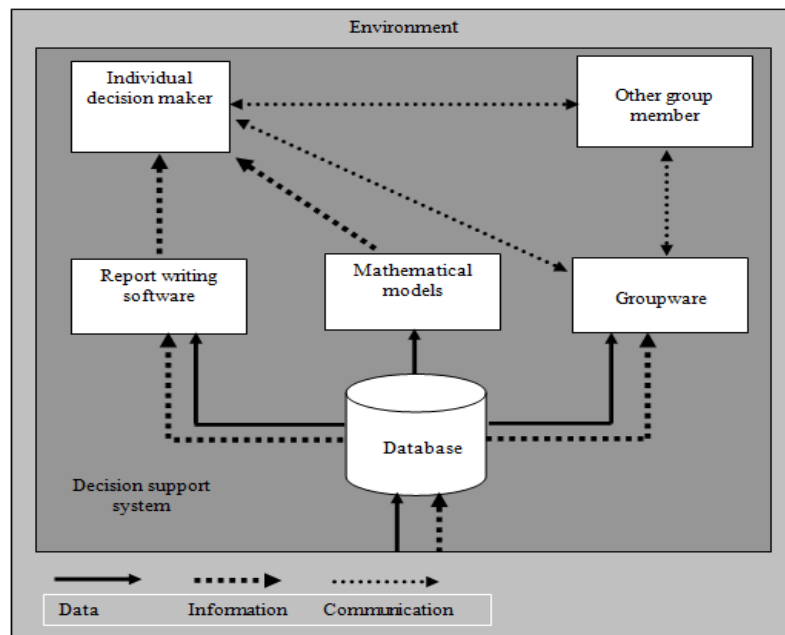 Environment
Individual
decision maker
Other group
member
Report writing
software
Mathematical
models
Groupware
Database
Decision support
system
Data
Information
Communication